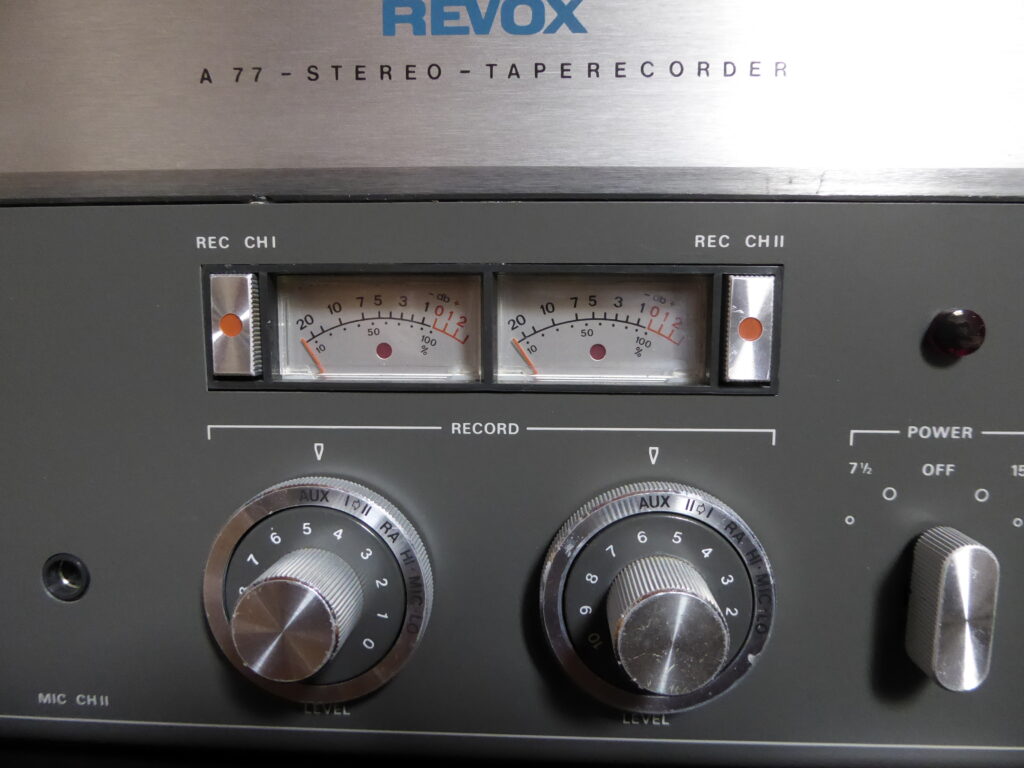 REVOX
A 77 - STEREO - TAPERECORDER
REC CH I
REC CH II
20 10 7 5 3 1 0 1 2
- db +
10 50 100 %
20 10 7 5 3 1 0 1 2
- db +
10 50 100 %
RECORD
POWER
7½ OFF 15
AUX I II RA HI-MIC-LO
AUX II I RA HI-MIC-LO
8 7 6 5 4 3 2 1 0
10 9 8 7 6 5 4 3 2
MIC CH II
LEVEL
LEVEL